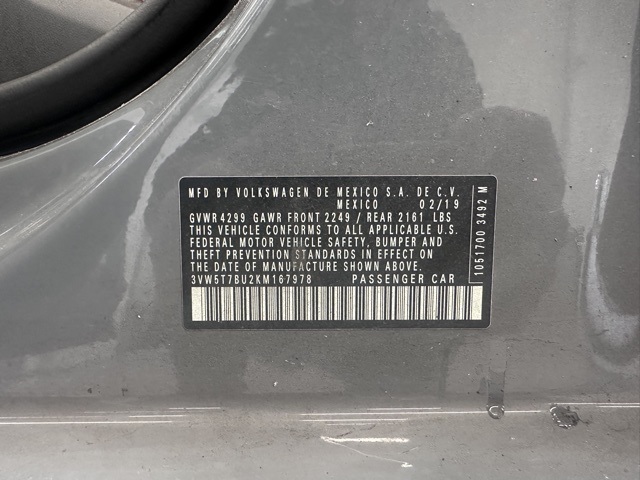 MFD BY VOLKSWAGEN DE MEXICO S.A. DE C.V.
MEXICO 02/19
GVWR 4299 GAWR FRONT 2249 / REAR 2161 LBS
THIS VEHICLE CONFORMS TO ALL APPLICABLE U.S.
FEDERAL MOTOR VEHICLE SAFETY, BUMPER AND
THEFT PREVENTION STANDARDS IN EFFECT ON THE
DATE OF MANUFACTURE SHOWN ABOVE.
3VW5T7BU2KM167978 PASSENGER CAR
1051700 3492 M